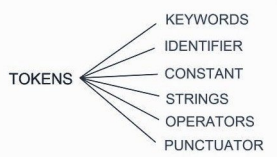 KEYWORDS
IDENTIFIER
CONSTANT
TOKENS
STRINGS
OPERATORS
PUNCTUATOR